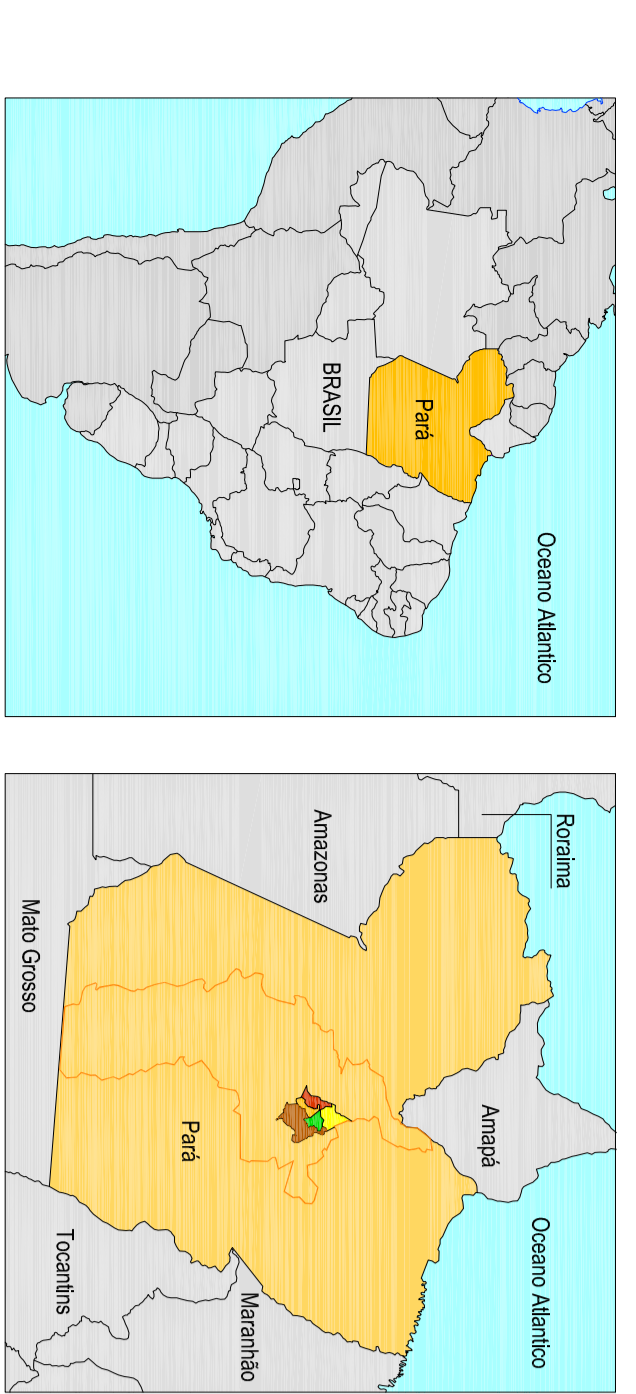 Oceano Atlantico
Pará
BRASIL
Roraima
Oceano Atlantico
Amapá
Amazonas
Pará
Maranhão
Tocantins
Mato Grosso